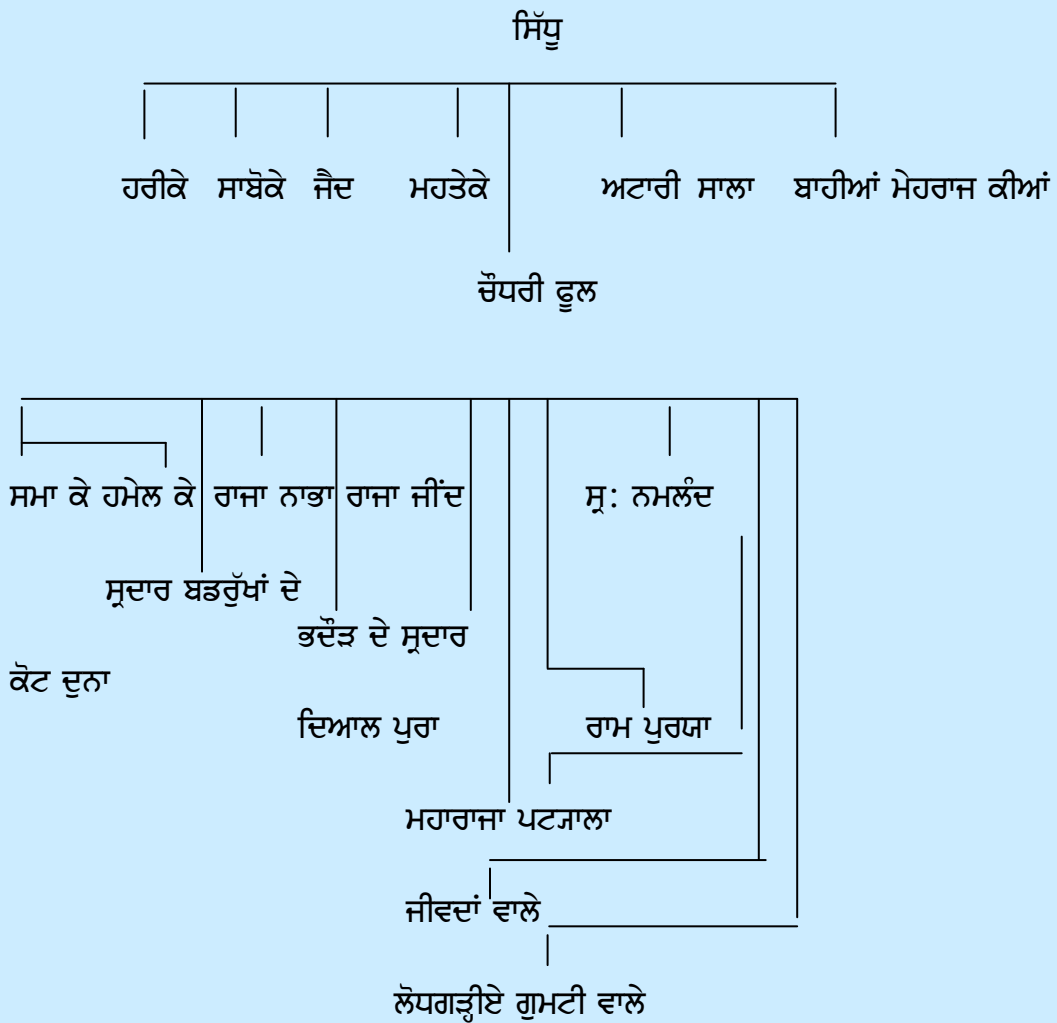 ਸਿੱਧੂ
ਹਰੀਕੇ ਸਾਬੋਕੇ ਜੈਦ ਮਹਤੇਕੇ ਅਟਾਰੀ ਸਾਲਾ ਬਾਹੀਆਂ ਮੇਹਰਾਜ ਕੀਆਂ
ਚੌਧਰੀ ਫੂਲ
ਸਮਾ ਕੇ ਹਮੇਲ ਕੇ ਰਾਜਾ ਨਾਭਾ ਰਾਜਾ ਜੀਂਦ ਸ੍ਰ: ਨਮਲੰਦ
ਸ੍ਰਦਾਰ ਬਡਰੁੱਖਾਂ ਦੇ
ਭਦੌੜ ਦੇ ਸ੍ਰਦਾਰ
ਕੋਟ ਦੁਨਾ
ਦਿਆਲ ਪੁਰਾ ਰਾਮ ਪੁਰਯਾ
ਮਹਾਰਾਜਾ ਪਟਯਾਲਾ
ਜੀਵਦਾਂ ਵਾਲੇ
ਲੋਧਗੜ੍ਹੀਏ ਗੁਮਟੀ ਵਾਲੇ